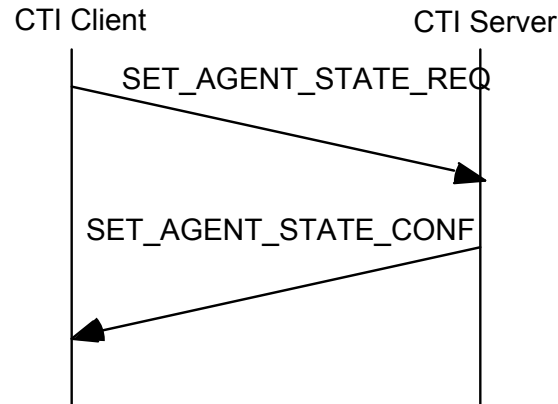 CTI Client
CTI Server
SET_AGENT_STATE_REQ
SET_AGENT_STATE_CONF